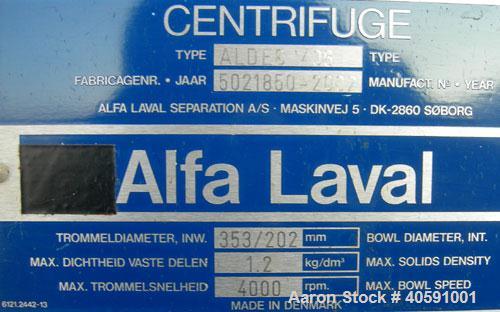 CENTRIFUGE
TYPE TYPE
FABRICAGENR. · JAAR MANUFACT. Nº · YEAR
ALFA LAVAL SEPARATION A/S · MASKINVEJ 5 · DK-2860 SØBORG
Alfa Laval
TROMMELDIAMETER, INW. 353/202 mm BOWL DIAMETER, INT.
MAX. DICHTHEID VASTE DELEN 1.2 kg/dm³ MAX. SOLIDS DENSITY
MAX. TROMMELSNELHEID 4000 rpm. MAX. BOWL SPEED
6121.2442-13 MADE IN DENMARK
Aaron Stock # 40591001